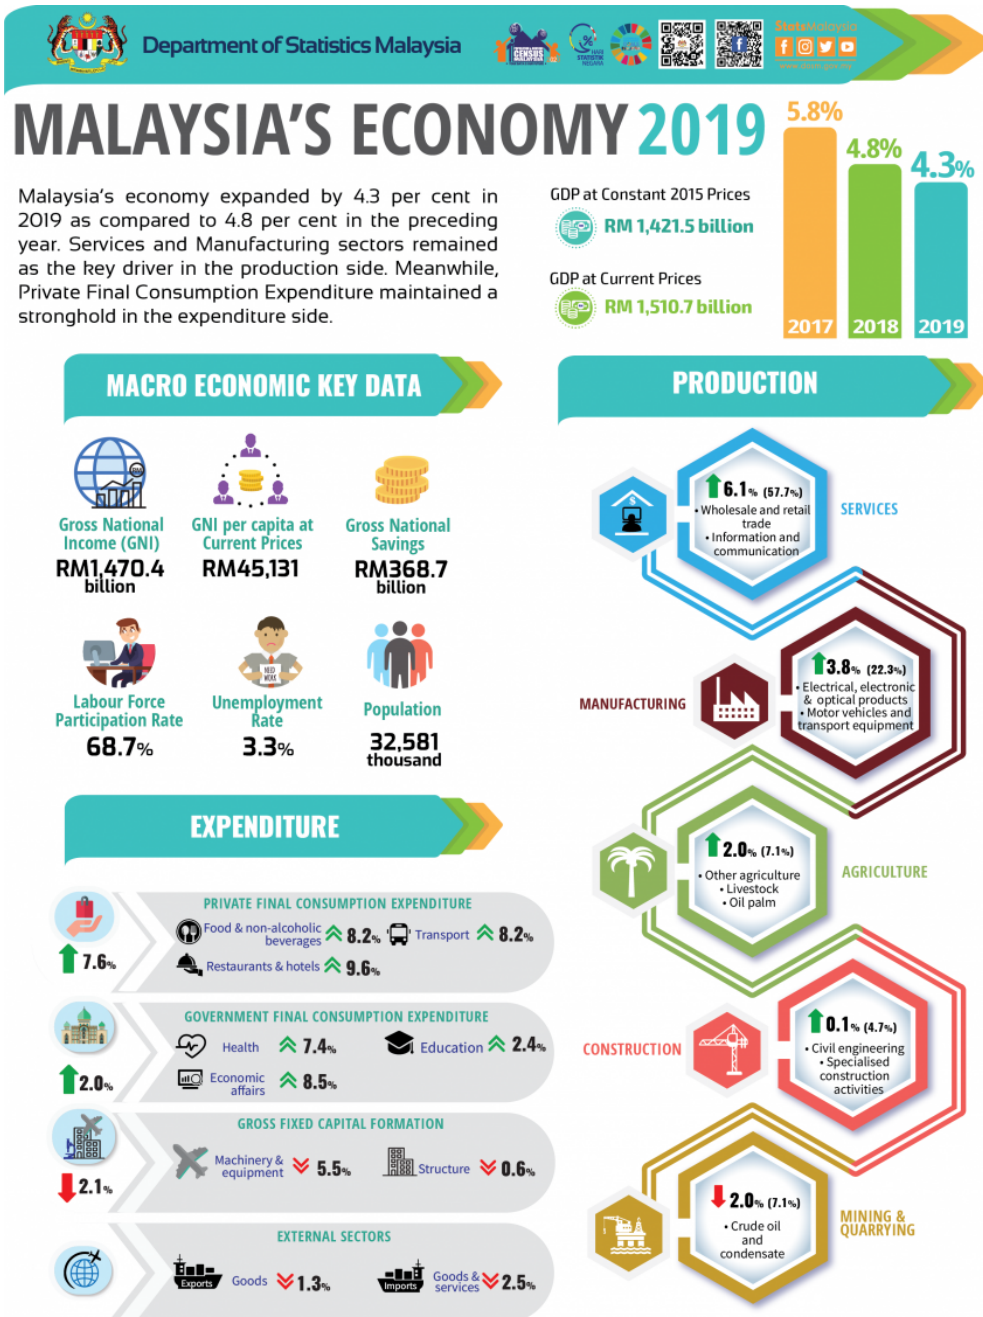 Department of Statistics Malaysia
CENSUS
StatsMalaysia
MALAYSIA'S ECONOMY 2019
5.8%
4.8%
4.3%
2017
2018
2019
Malaysia's economy expanded by 4.3 per cent in
2019 as compared to 4.8 per cent in the preceding
year. Services and Manufacturing sectors remained
as the key driver in the production side. Meanwhile,
Private Final Consumption Expenditure maintained a
stronghold in the expenditure side.
GDP at Constant 2015 Prices
RM 1,421.5 billion
GDP at Current Prices
RM 1,510.7 billion
MACRO ECONOMIC KEY DATA
Gross National
Income (GNI)
RM1,470.4
billion
GNI per capita at
Current Prices
RM45,131
Gross National
Savings
RM368.7
billion
Labour Force
Participation Rate
68.7%
NEED
WORK
Unemployment
Rate
3.3%
Population
32,581
thousand
EXPENDITURE
7.6%
PRIVATE FINAL CONSUMPTION EXPENDITURE
Food & non-alcoholic
beverages
8.2%
Transport
8.2%
Restaurants & hotels
9.6%
2.0%
GOVERNMENT FINAL CONSUMPTION EXPENDITURE
Health
7.4%
Education
2.4%
Economic
affairs
8.5%
2.1%
GROSS FIXED CAPITAL FORMATION
Machinery &
equipment
5.5%
Structure
0.6%
EXTERNAL SECTORS
Exports
Goods
1.3%
Imports
Goods &
services
2.5%
PRODUCTION
6.1% (57.7%)
• Wholesale and retail
trade
• Information and
communication
SERVICES
MANUFACTURING
3.8% (22.3%)
• Electrical, electronic
& optical products
• Motor vehicles and
transport equipment
2.0% (7.1%)
• Other agriculture
• Livestock
• Oil palm
AGRICULTURE
CONSTRUCTION
0.1% (4.7%)
• Civil engineering
• Specialised
construction
activities
2.0% (7.1%)
• Crude oil
and
condensate
MINING &
QUARRYING